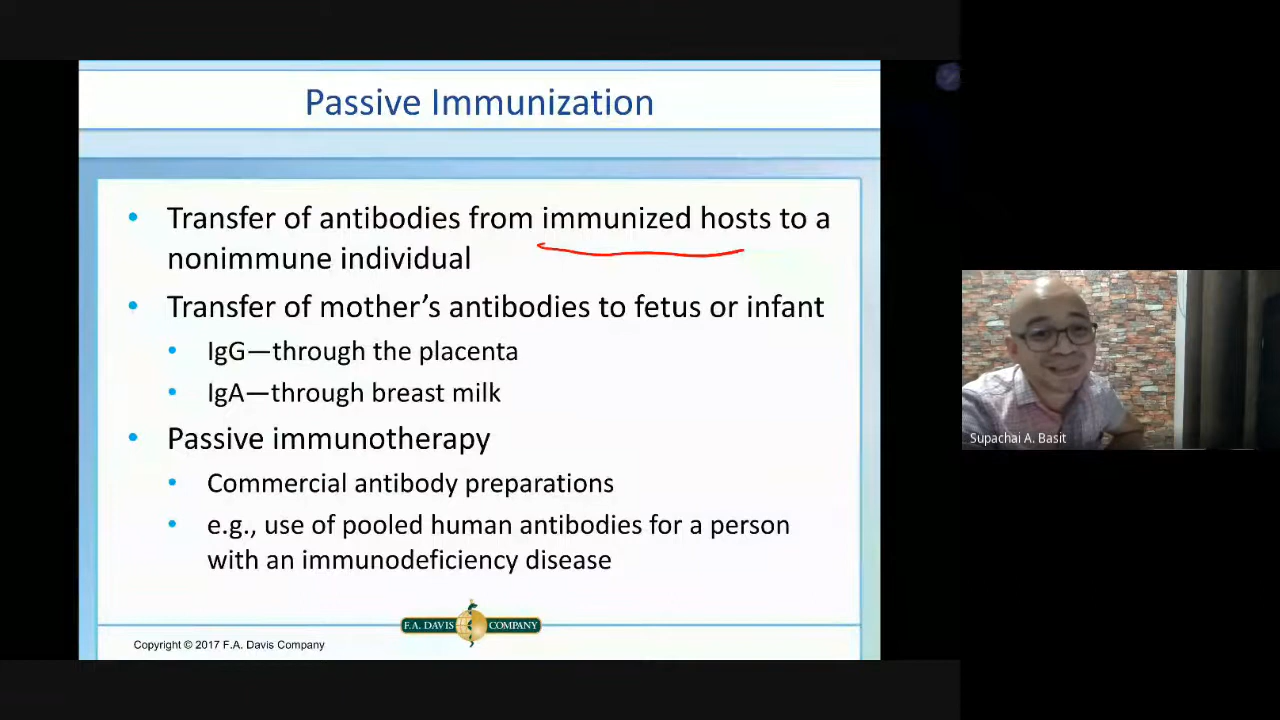 Passive Immunization
• Transfer of antibodies from immunized hosts to a
nonimmune individual
• Transfer of mother’s antibodies to fetus or infant
• IgG—through the placenta
• IgA—through breast milk
• Passive immunotherapy
• Commercial antibody preparations
• e.g., use of pooled human antibodies for a person
with an immunodeficiency disease
F.A. DAVIS COMPANY
Copyright © 2017 F.A. Davis Company
Supachai A. Basit